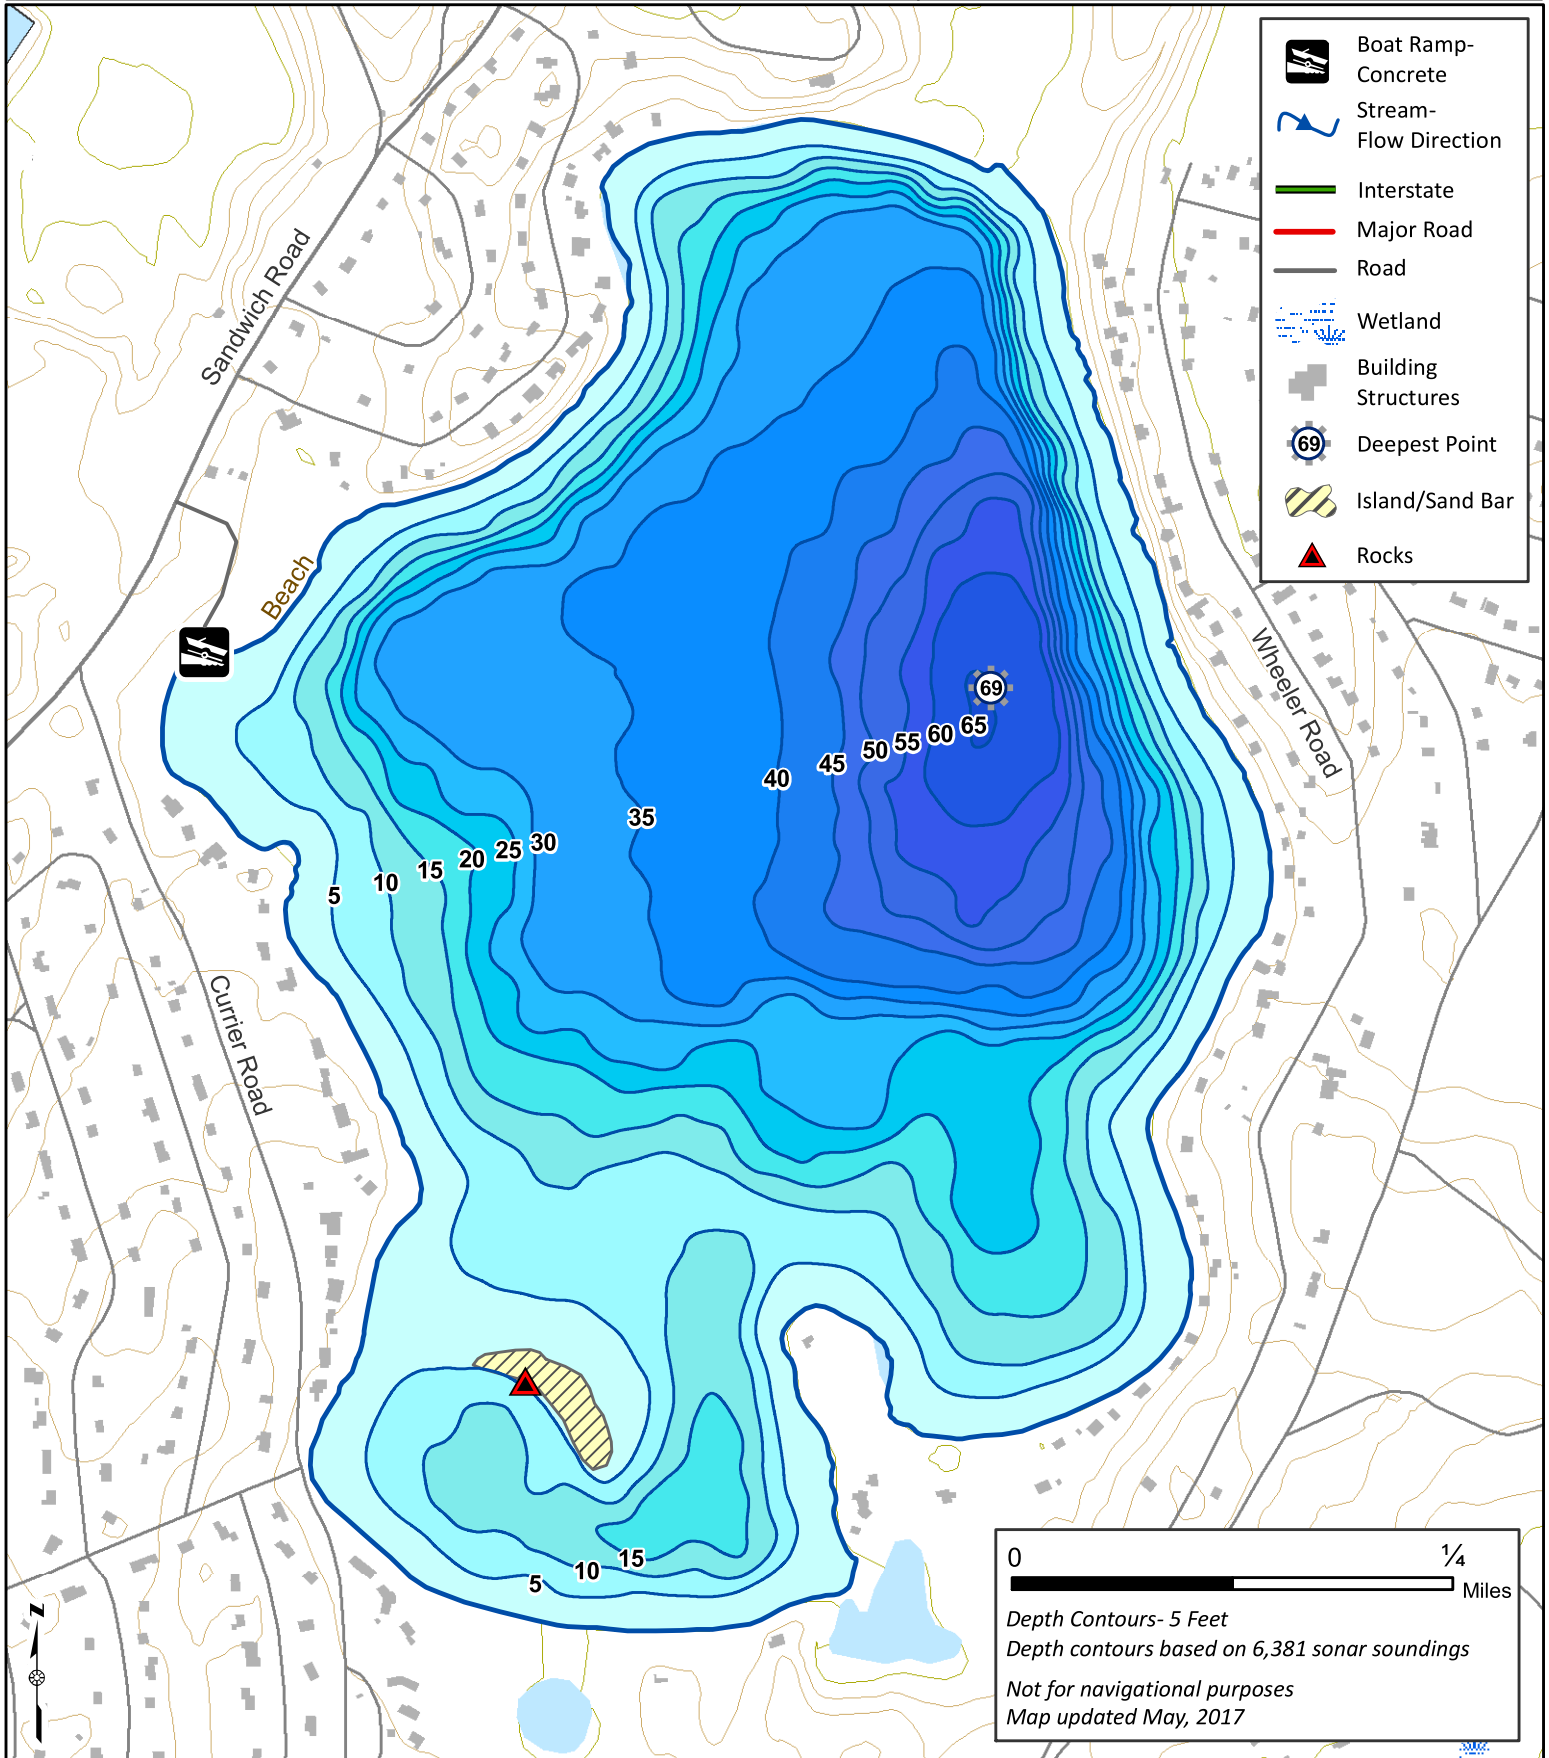 Boat Ramp-
Concrete
Stream-
Flow Direction
Interstate
Major Road
Road
Wetland
Building
Structures
69
Deepest Point
Island/Sand Bar
Rocks
Sandwich Road
Beach
Wheeler Road
69
65
60
55
50
45
40
35
30
25
20
15
10
5
Currier Road
15
10
5
0
¼
Miles
Depth Contours- 5 Feet
Depth contours based on 6,381 sonar soundings
Not for navigational purposes
Map updated May, 2017
N